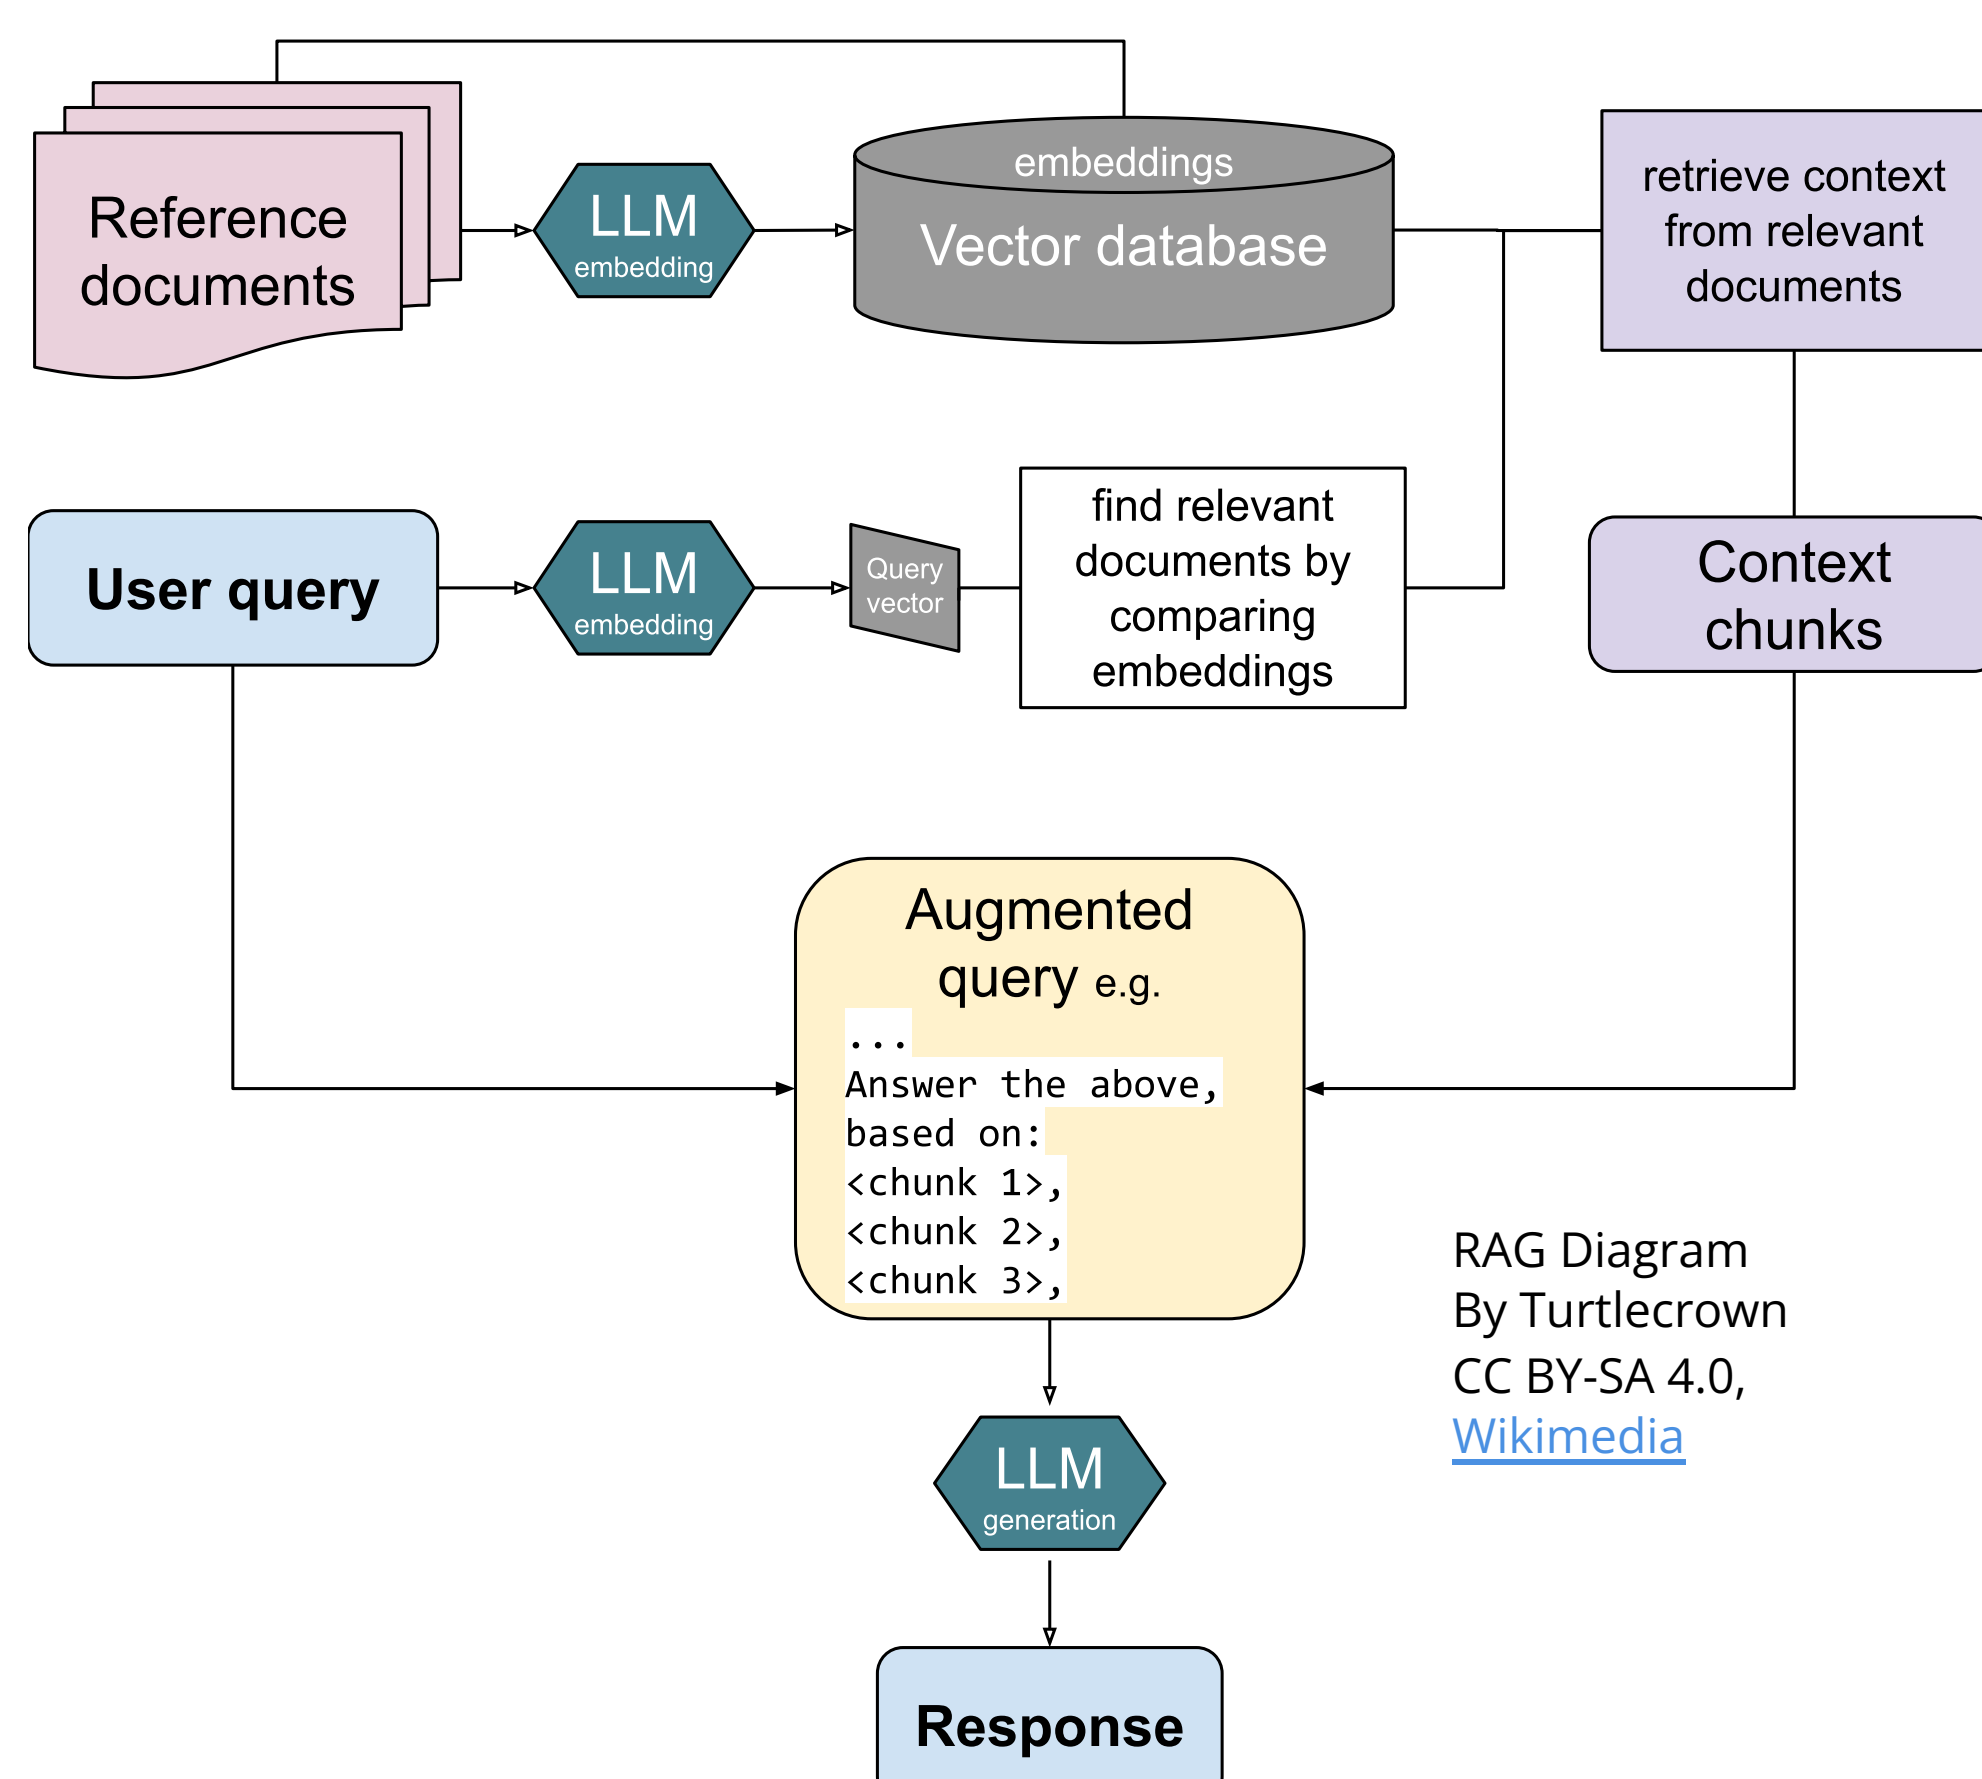 Reference
documents
LLM
embedding
embeddings
Vector database
retrieve context
from relevant
documents
User query
LLM
embedding
Query
vector
find relevant
documents by
comparing
embeddings
Context
chunks
Augmented
query e.g.
...
Answer the above,
based on:
<chunk 1>,
<chunk 2>,
<chunk 3>,
RAG Diagram
By Turtlecrown
CC BY-SA 4.0,
Wikimedia
LLM
generation
Response